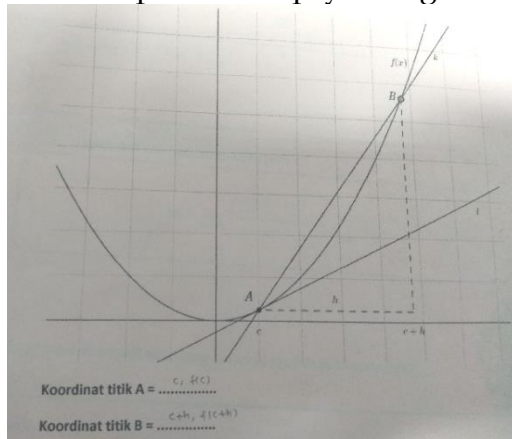 f(x)
k
B
l
A
h
c
c + h
Koordinat titik A = c, f(c)
Koordinat titik B = c+h, f(c+h)